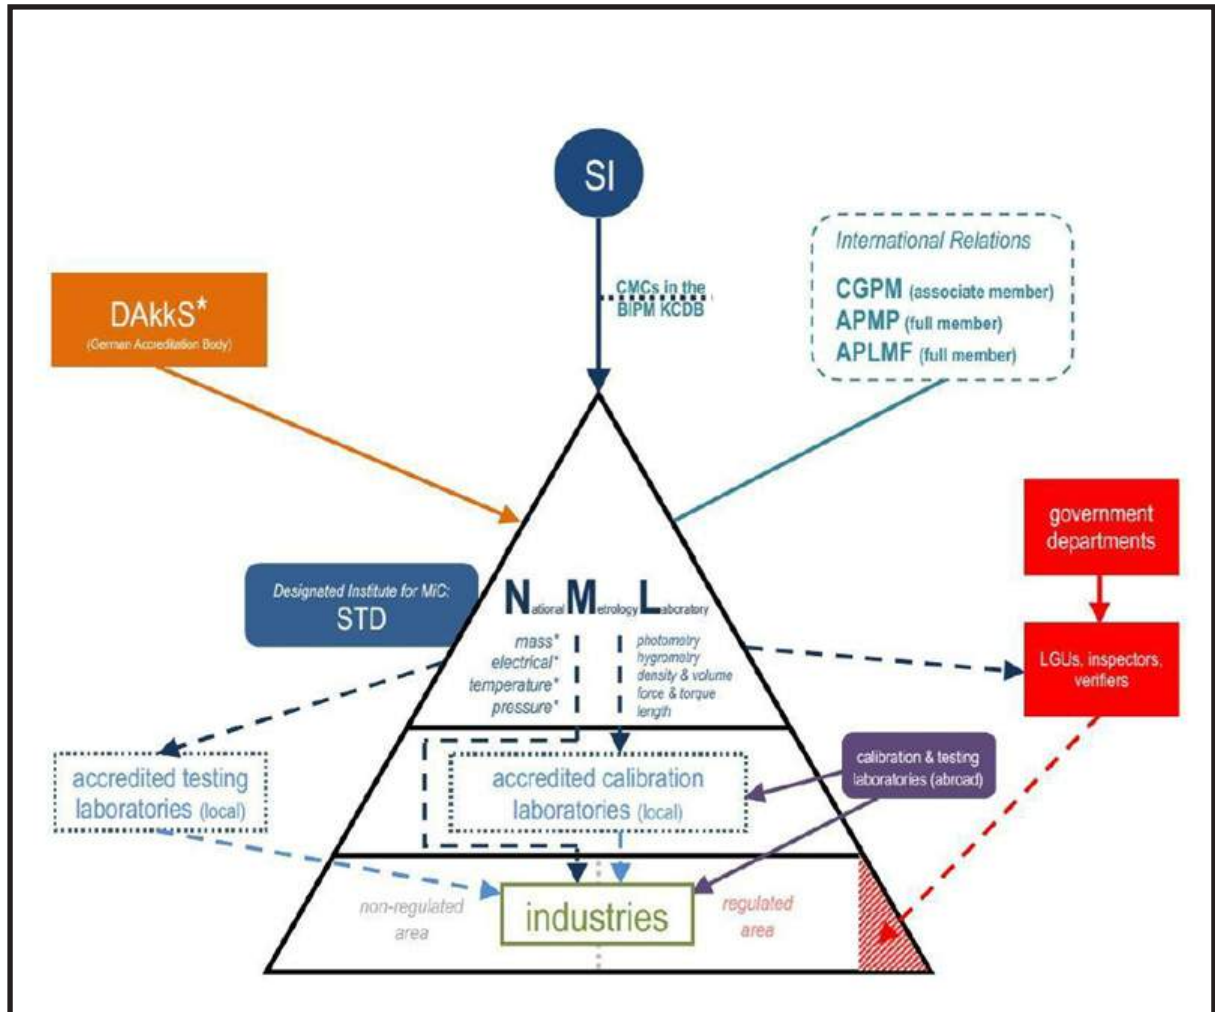 SI
CMCs in the
BIPM KCDB
International Relations
CGPM (associate member)
APMP (full member)
APLMF (full member)
DAkkS*
(German Accreditation Body)
government
departments
Designated Institute for MiC:
STD
National Metrology Laboratory
mass*
electrical*
temperature*
pressure*
photometry
hygrometry
density & volume
force & torque
length
LGUs, inspectors,
verifiers
accredited testing
laboratories (local)
accredited calibration
laboratories (local)
calibration & testing
laboratories (abroad)
non-regulated
area
industries
regulated
area